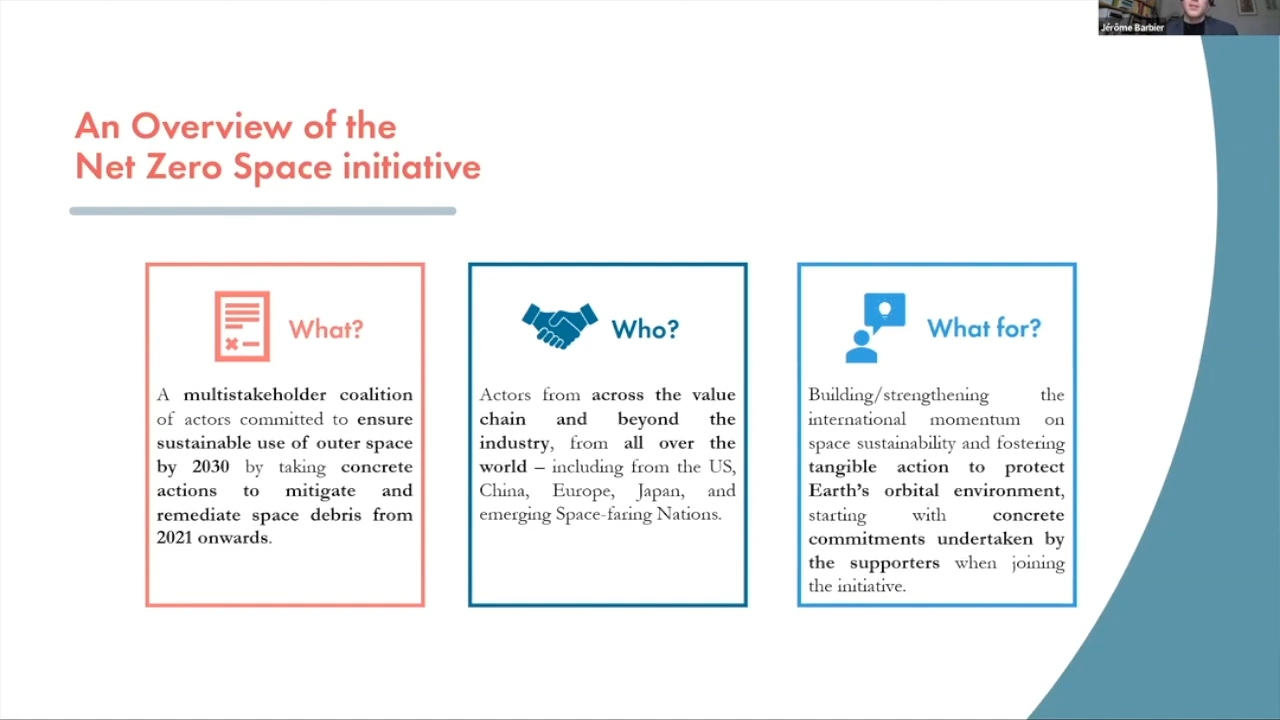 Jérôme Barbier
An Overview of the
Net Zero Space initiative
What?
A multistakeholder coalition
of actors committed to ensure
sustainable use of outer space
by 2030 by taking concrete
actions to mitigate and
remediate space debris from
2021 onwards.
Who?
Actors from across the value
chain and beyond the
industry, from all over the
world – including from the US,
China, Europe, Japan, and
emerging Space-faring Nations.
What for?
Building/strengthening the
international momentum on
space sustainability and fostering
tangible action to protect
Earth's orbital environment,
starting with concrete
commitments undertaken by
the supporters when joining
the initiative.